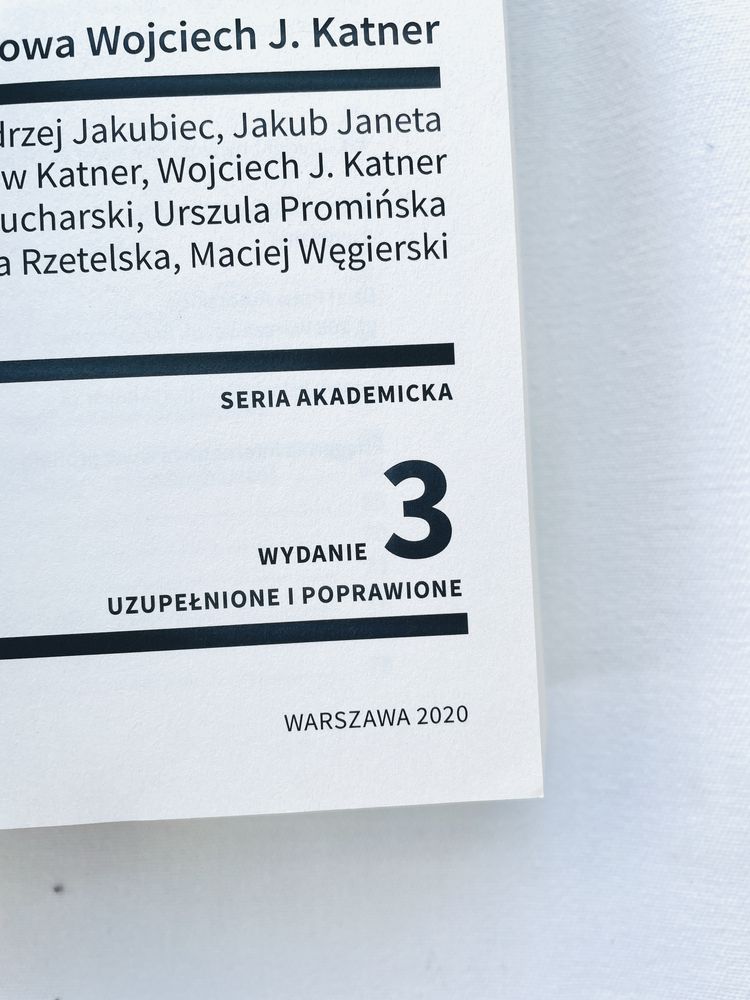 owa Wojciech J. Katner
drzej Jakubiec, Jakub Janeta
w Katner, Wojciech J. Katner
ucharski, Urszula Promińska
a Rzetelska, Maciej Węgierski
SERIA AKADEMICKA
WYDANIE 3
UZUPEŁNIONE I POPRAWIONE
WARSZAWA 2020